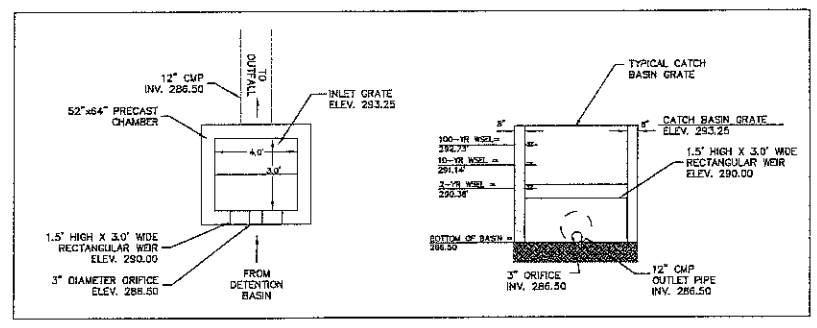 TO
OUTFALL
12" CMP
INV. 286.50
52"x64" PRECAST
CHAMBER
INLET GRATE
ELEV. 293.25
4.0'
3.0'
1.5' HIGH X 3.0' WIDE
RECTANGULAR WEIR
ELEV. 290.00
3" DIAMETER ORIFICE
ELEV. 286.50
FROM
DETENTION
BASIN
TYPICAL CATCH
BASIN GRATE
CATCH BASIN GRATE
ELEV. 293.25
100-YR WSEL=
292.73'
10-YR WSEL =
291.14'
2-YR WSEL =
290.36'
1.5' HIGH X 3.0' WIDE
RECTANGULAR WEIR
ELEV. 290.00
BOTTOM OF BASIN =
286.50
3" ORIFICE
INV. 286.50
12" CMP
OUTLET PIPE
INV. 286.50